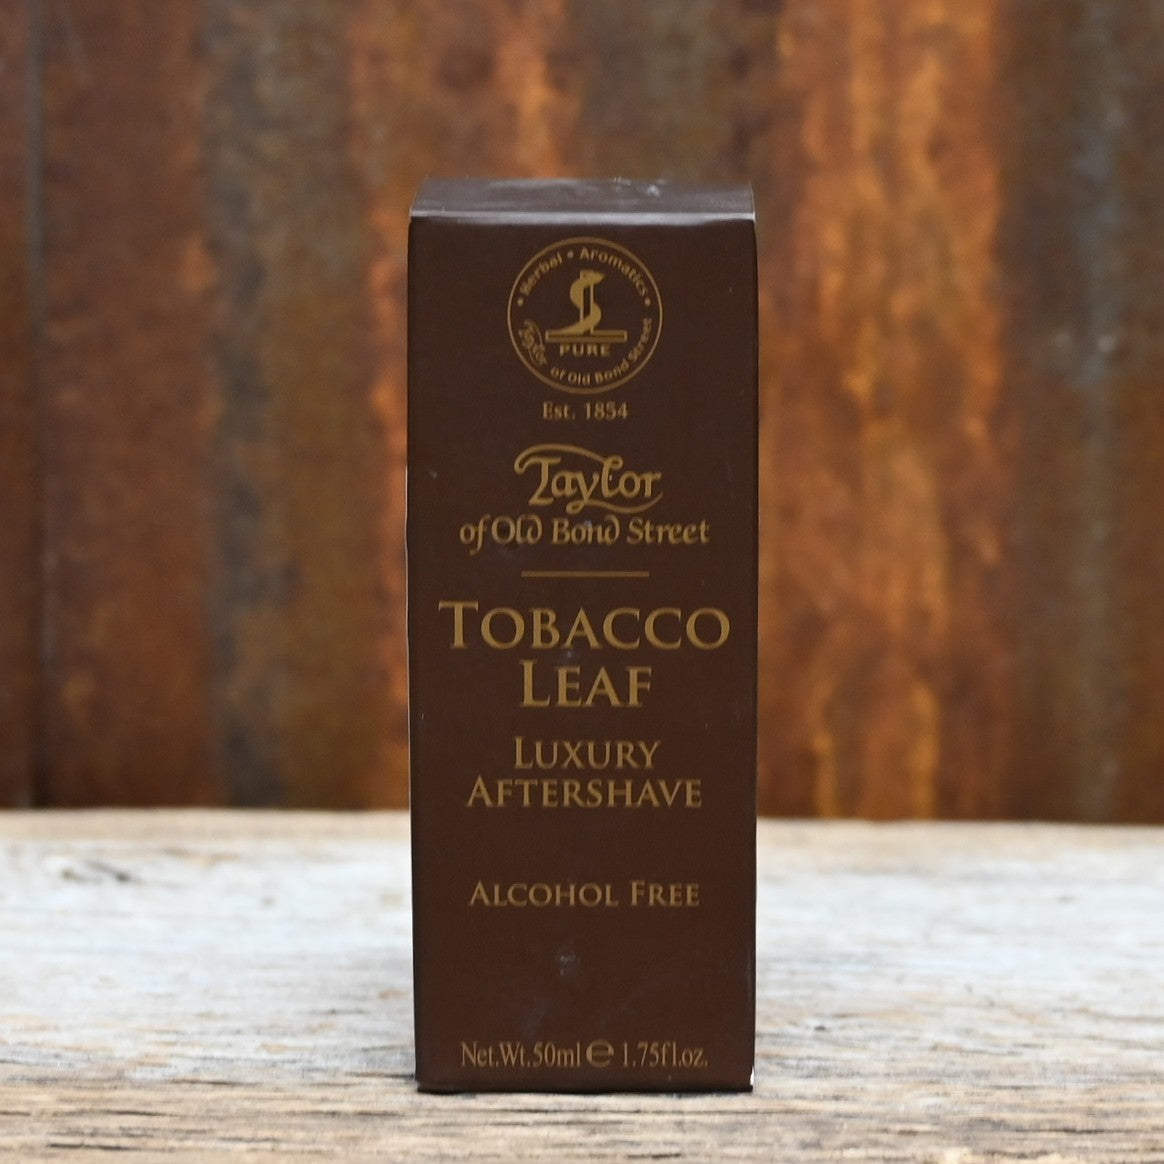 Herbal • Aromatics
PURE
Taylor of Old Bond Street
Est. 1854
Taylor
of Old Bond Street
TOBACCO
LEAF
LUXURY
AFTERSHAVE
ALCOHOL FREE
Net.Wt.50ml ℮ 1.75fl.oz.